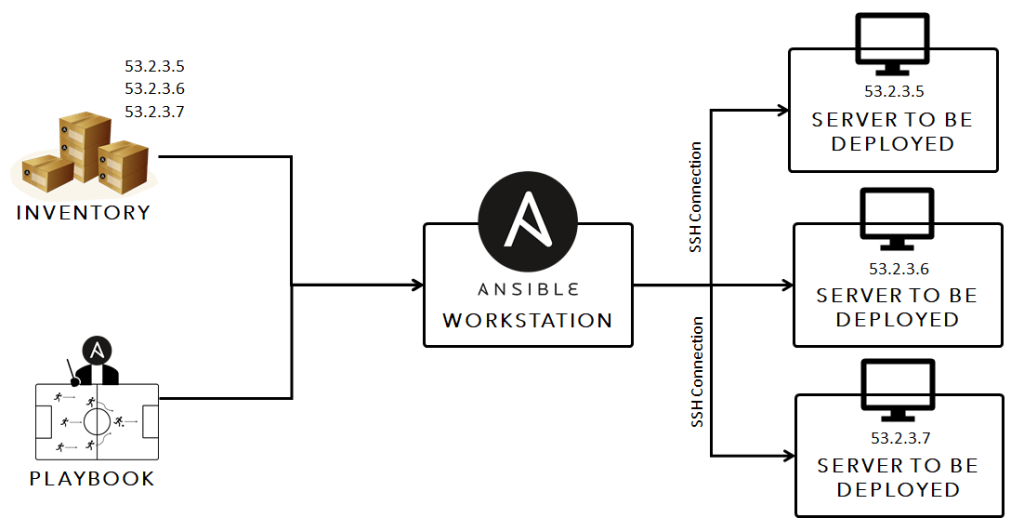 53.2.3.5
53.2.3.6
53.2.3.7
INVENTORY
PLAYBOOK
ANSIBLE
WORKSTATION
SSH Connection
SSH Connection
53.2.3.5
SERVER TO BE
DEPLOYED
53.2.3.6
SERVER TO BE
DEPLOYED
53.2.3.7
SERVER TO BE
DEPLOYED